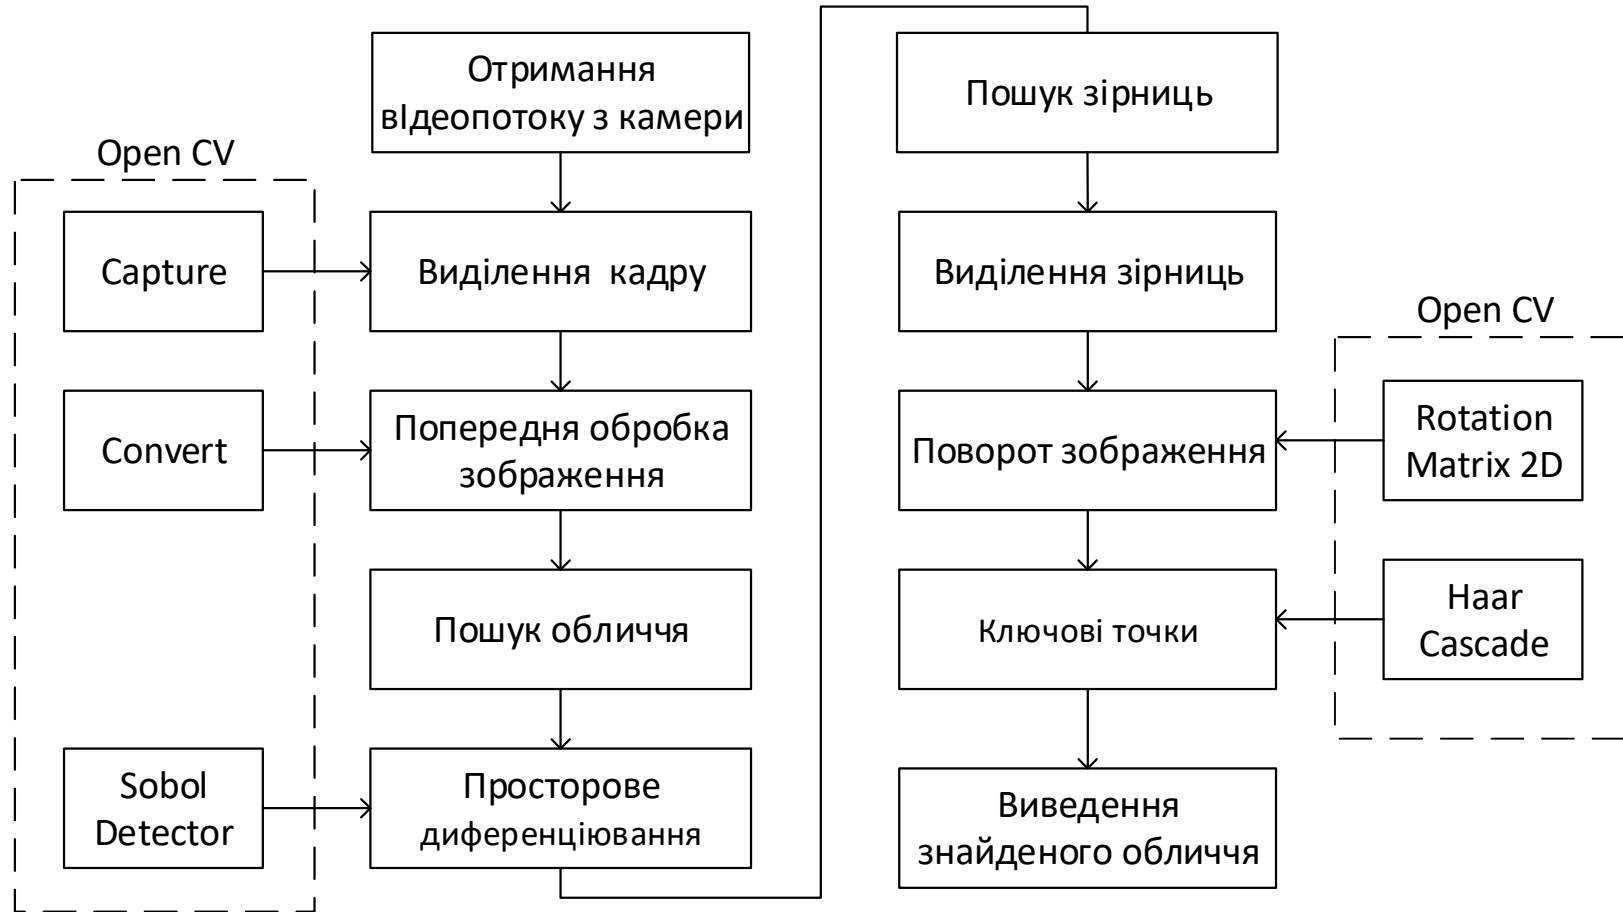 Отримання
вІдеопотоку з камери
Open CV
Capture
Виділення кадру
Convert
Попередня обробка
зображення
Пошук обличчя
Sobol
Detector
Просторове
диференціювання
Пошук зірниць
Виділення зірниць
Open CV
Поворот зображення
Rotation
Matrix 2D
Ключові точки
Haar
Cascade
Виведення
знайденого обличчя